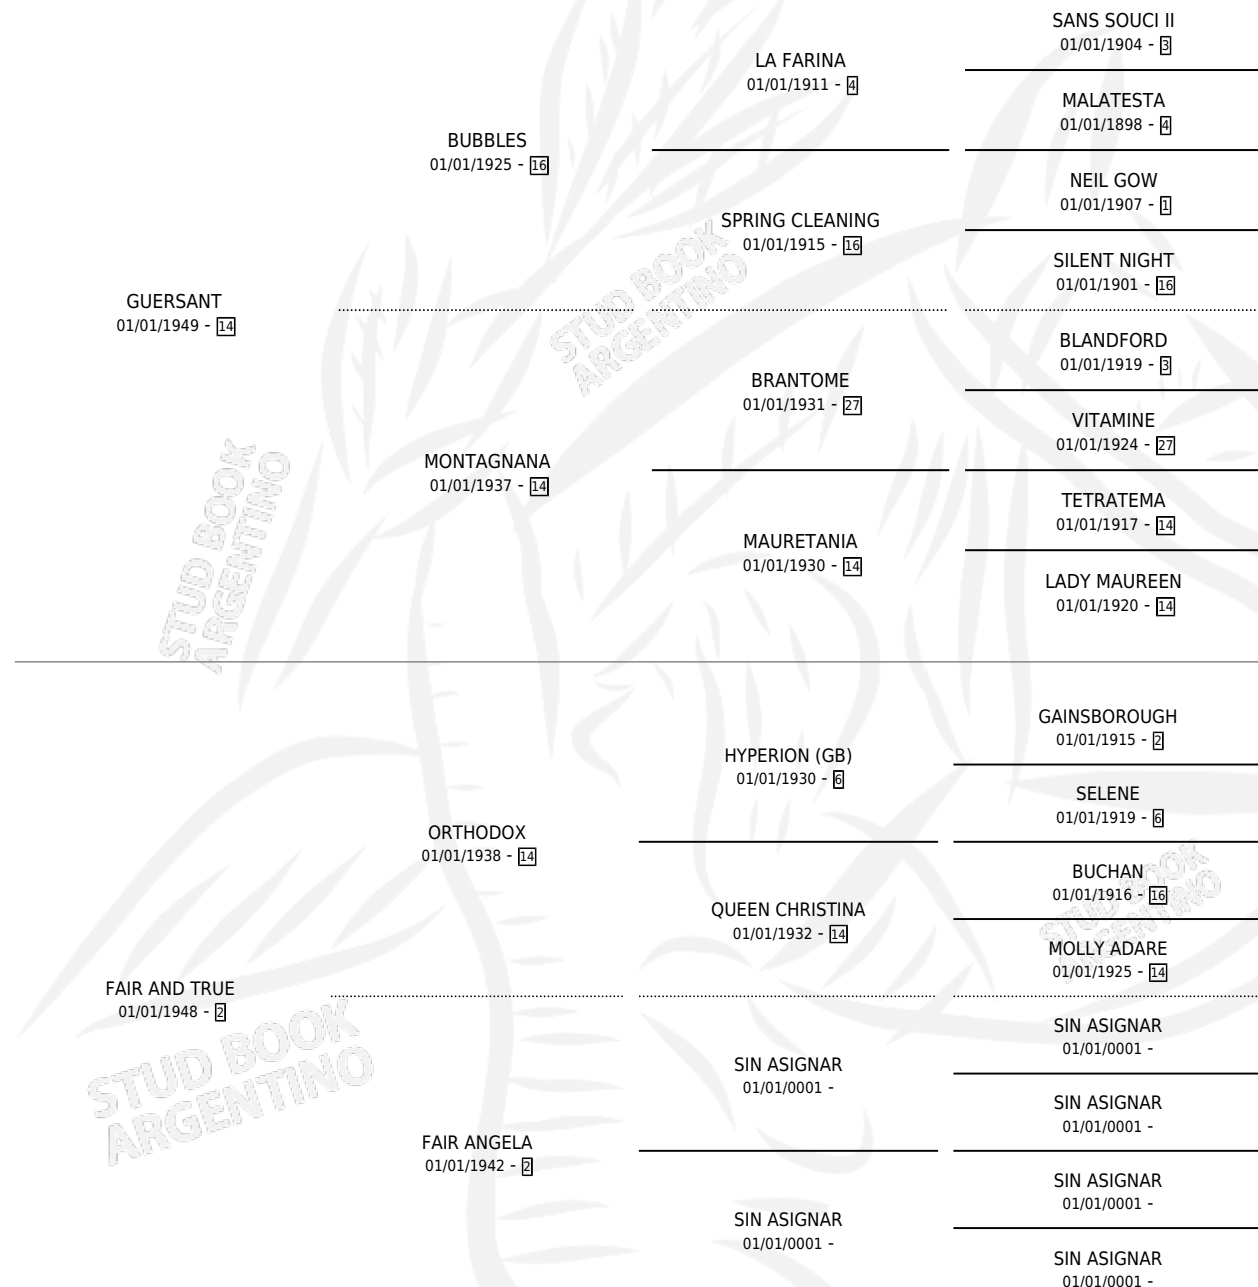 SANS SOUCI II
01/01/1904 - 3
LA FARINA
01/01/1911 - 4
MALATESTA
01/01/1898 - 4
BUBBLES
01/01/1925 - 16
NEIL GOW
01/01/1907 - 1
SPRING CLEANING
01/01/1915 - 16
SILENT NIGHT
01/01/1901 - 16
GUERSANT
01/01/1949 - 14
BLANDFORD
01/01/1919 - 3
BRANTOME
01/01/1931 - 27
VITAMINE
01/01/1924 - 27
MONTAGNANA
01/01/1937 - 14
TETRATEMA
01/01/1917 - 14
MAURETANIA
01/01/1930 - 14
LADY MAUREEN
01/01/1920 - 14
STUD BOOK
ARGENTINO
STUD BOOK
ARGENTINO
GAINSBOROUGH
01/01/1915 - 2
HYPERION (GB)
01/01/1930 - 6
SELENE
01/01/1919 - 6
ORTHODOX
01/01/1938 - 14
BUCHAN
01/01/1916 - 16
QUEEN CHRISTINA
01/01/1932 - 14
MOLLY ADARE
01/01/1925 - 14
STUD BOOK
ARGENTINO
FAIR AND TRUE
01/01/1948 - 2
SIN ASIGNAR
01/01/0001 -
SIN ASIGNAR
01/01/0001 -
SIN ASIGNAR
01/01/0001 -
FAIR ANGELA
01/01/1942 - 2
SIN ASIGNAR
01/01/0001 -
SIN ASIGNAR
01/01/0001 -
SIN ASIGNAR
01/01/0001 -
STUD BOOK
ARGENTINO